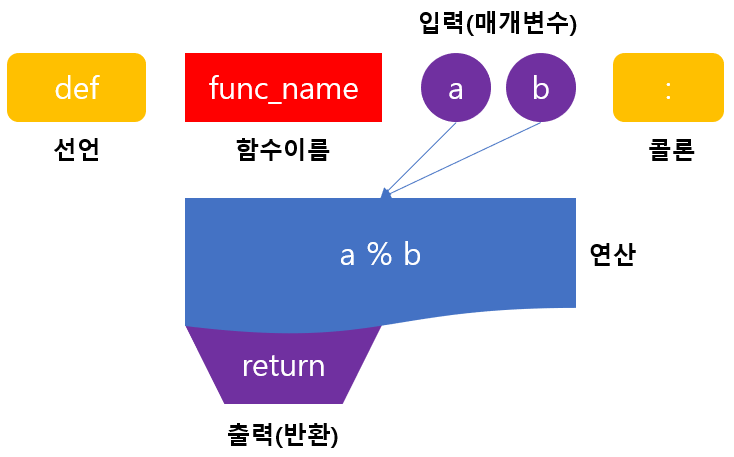 입력(매개변수)
def
func_name
a
b
:
선언
함수이름
콜론
a % b
연산
return
출력(반환)